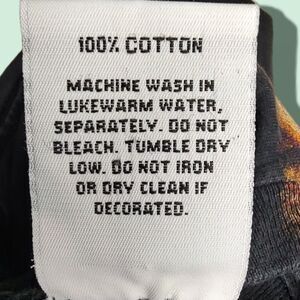 100% COTTON
MACHINE WASH IN
LUKEWARM WATER,
SEPARATELY. DO NOT
BLEACH. TUMBLE DRY
LOW. DO NOT IRON
OR DRY CLEAN IF
DECORATED.